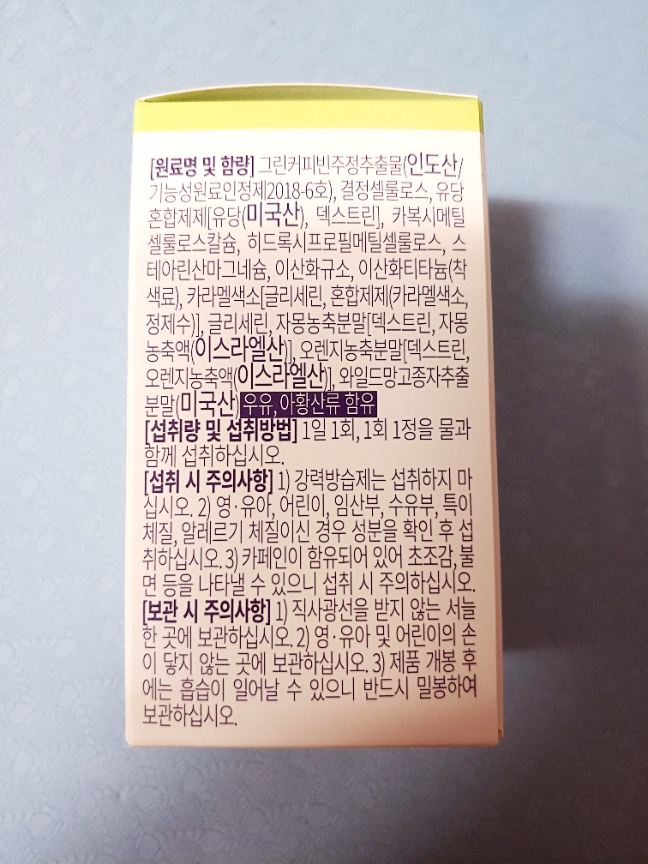 [원료명 및 함량] 그린커피빈주정추출물(인도산/
기능성원료인정제2018-6호), 결정셀룰로스, 유당
혼합제제[유당(미국산), 덱스트린], 카복시메틸
셀룰로스칼슘, 히드록시프로필메틸셀룰로스, 스
테아린산마그네슘, 이산화규소, 이산화티타늄(착
색료), 카라멜색소[글리세린, 혼합제제(카라멜색소,
정제수)], 글리세린, 자몽농축분말[덱스트린, 자몽
농축액(이스라엘산)], 오렌지농축분말[덱스트린,
오렌지농축액(이스라엘산)], 와일드망고종자추출
분말(미국산) 우유, 아황산류 함유
[섭취량 및 섭취방법] 1일 1회, 1회 1정을 물과
함께 섭취하십시오.
[섭취 시 주의사항] 1) 강력방습제는 섭취하지 마
십시오. 2) 영·유아, 어린이, 임산부, 수유부, 특이
체질, 알레르기 체질이신 경우 성분을 확인 후 섭
취하십시오. 3) 카페인이 함유되어 있어 초조감, 불
면 등을 나타낼 수 있으니 섭취 시 주의하십시오.
[보관 시 주의사항] 1) 직사광선을 받지 않는 서늘
한 곳에 보관하십시오. 2) 영·유아 및 어린이의 손
이 닿지 않는 곳에 보관하십시오. 3) 제품 개봉 후
에는 흡습이 일어날 수 있으니 반드시 밀봉하여
보관하십시오.